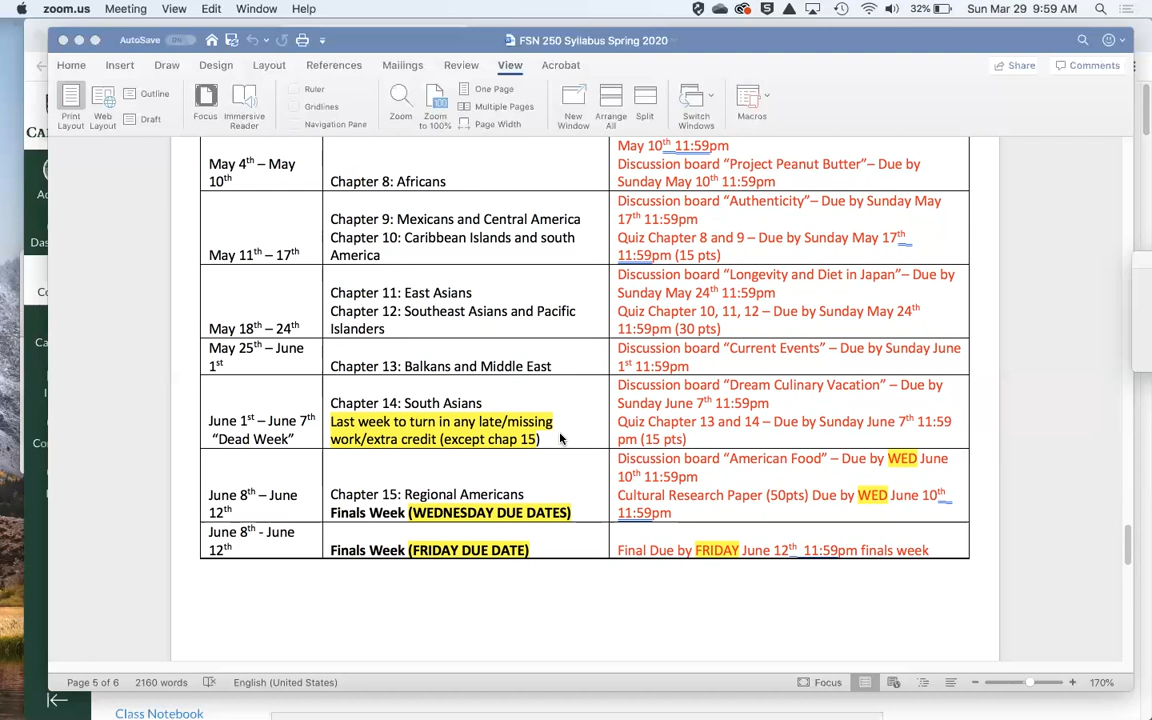 zoom.us Meeting View Edit Window Help 32% Sun Mar 29 9:59 AM
AutoSave FSN 250 Syllabus Spring 2020
Home Insert Draw Design Layout References Mailings Review View Acrobat Share Comments
Print Layout Web Layout Outline Draft Focus Immersive Reader Ruler Gridlines Navigation Pane Zoom Zoom to 100% One Page Multiple Pages Page Width New Window Arrange All Split Switch Windows Macros
May 4th – May
10th
Chapter 8: Africans
May 10th 11:59pm
Discussion board “Project Peanut Butter”– Due by
Sunday May 10th 11:59pm
May 11th – 17th
Chapter 9: Mexicans and Central America
Chapter 10: Caribbean Islands and south
America
Discussion board “Authenticity”– Due by Sunday May
17th 11:59pm
Quiz Chapter 8 and 9 – Due by Sunday May 17th
11:59pm (15 pts)
May 18th – 24th
Chapter 11: East Asians
Chapter 12: Southeast Asians and Pacific
Islanders
Discussion board “Longevity and Diet in Japan”– Due by
Sunday May 24th 11:59pm
Quiz Chapter 10, 11, 12 – Due by Sunday May 24th
11:59pm (30 pts)
May 25th – June
1st
Chapter 13: Balkans and Middle East
Discussion board “Current Events” – Due by Sunday June
1st 11:59pm
June 1st – June 7th
“Dead Week”
Chapter 14: South Asians
Last week to turn in any late/missing
work/extra credit (except chap 15)
Discussion board “Dream Culinary Vacation” – Due by
Sunday June 7th 11:59pm
Quiz Chapter 13 and 14 – Due by Sunday June 7th 11:59
pm (15 pts)
June 8th – June
12th
Chapter 15: Regional Americans
Finals Week (WEDNESDAY DUE DATES)
Discussion board “American Food” – Due by WED June
10th 11:59pm
Cultural Research Paper (50pts) Due by WED June 10th
11:59pm
June 8th - June
12th
Finals Week (FRIDAY DUE DATE)
Final Due by FRIDAY June 12th 11:59pm finals week
Page 5 of 6 2160 words English (United States) Focus 170%
Class Notebook